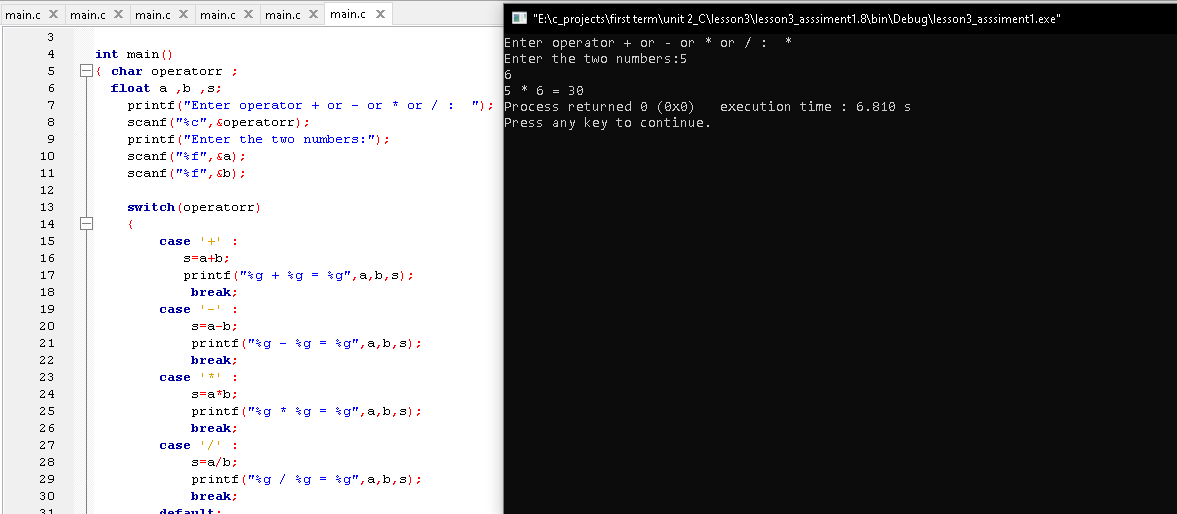 main.c main.c main.c main.c main.c main.c
3
4 int main()
5 { char operatorr ;
6 float a ,b ,s;
7 printf("Enter operator + or - or * or / :  ");
8 scanf("%c",&operatorr);
9 printf("Enter the two numbers:");
10 scanf("%f",&a);
11 scanf("%f",&b);
12
13 switch(operatorr)
14 {
15 case '+' :
16 s=a+b;
17 printf("%g + %g = %g",a,b,s);
18 break;
19 case '-' :
20 s=a-b;
21 printf("%g - %g = %g",a,b,s);
22 break;
23 case '*' :
24 s=a*b;
25 printf("%g * %g = %g",a,b,s);
26 break;
27 case '/' :
28 s=a/b;
29 printf("%g / %g = %g",a,b,s);
30 break;
31 default:
"E:\c_projects\first term\unit 2_C\lesson3\lesson3_assiment1.8\bin\Debug\lesson3_asssiment1.exe"
Enter operator + or - or * or / :  *
Enter the two numbers:5
6
5 * 6 = 30
Process returned 0 (0x0)   execution time : 6.810 s
Press any key to continue.